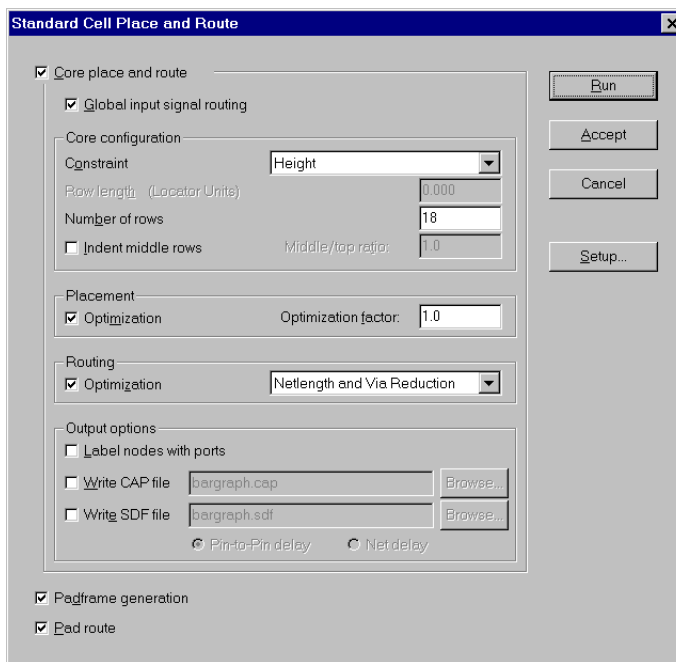 Standard Cell Place and Route
Core place and route
Global input signal routing
Core configuration
Constraint Height
Row length (Locator Units) 0.000
Number of rows 18
Indent middle rows Middle/top ratio: 1.0
Placement
Optimization Optimization factor: 1.0
Routing
Optimization Netlength and Via Reduction
Output options
Label nodes with ports
Write CAP file bargraph.cap Browse...
Write SDF file bargraph.sdf Browse...
Pin-to-Pin delay Net delay
Padframe generation
Pad route
Run
Accept
Cancel
Setup...